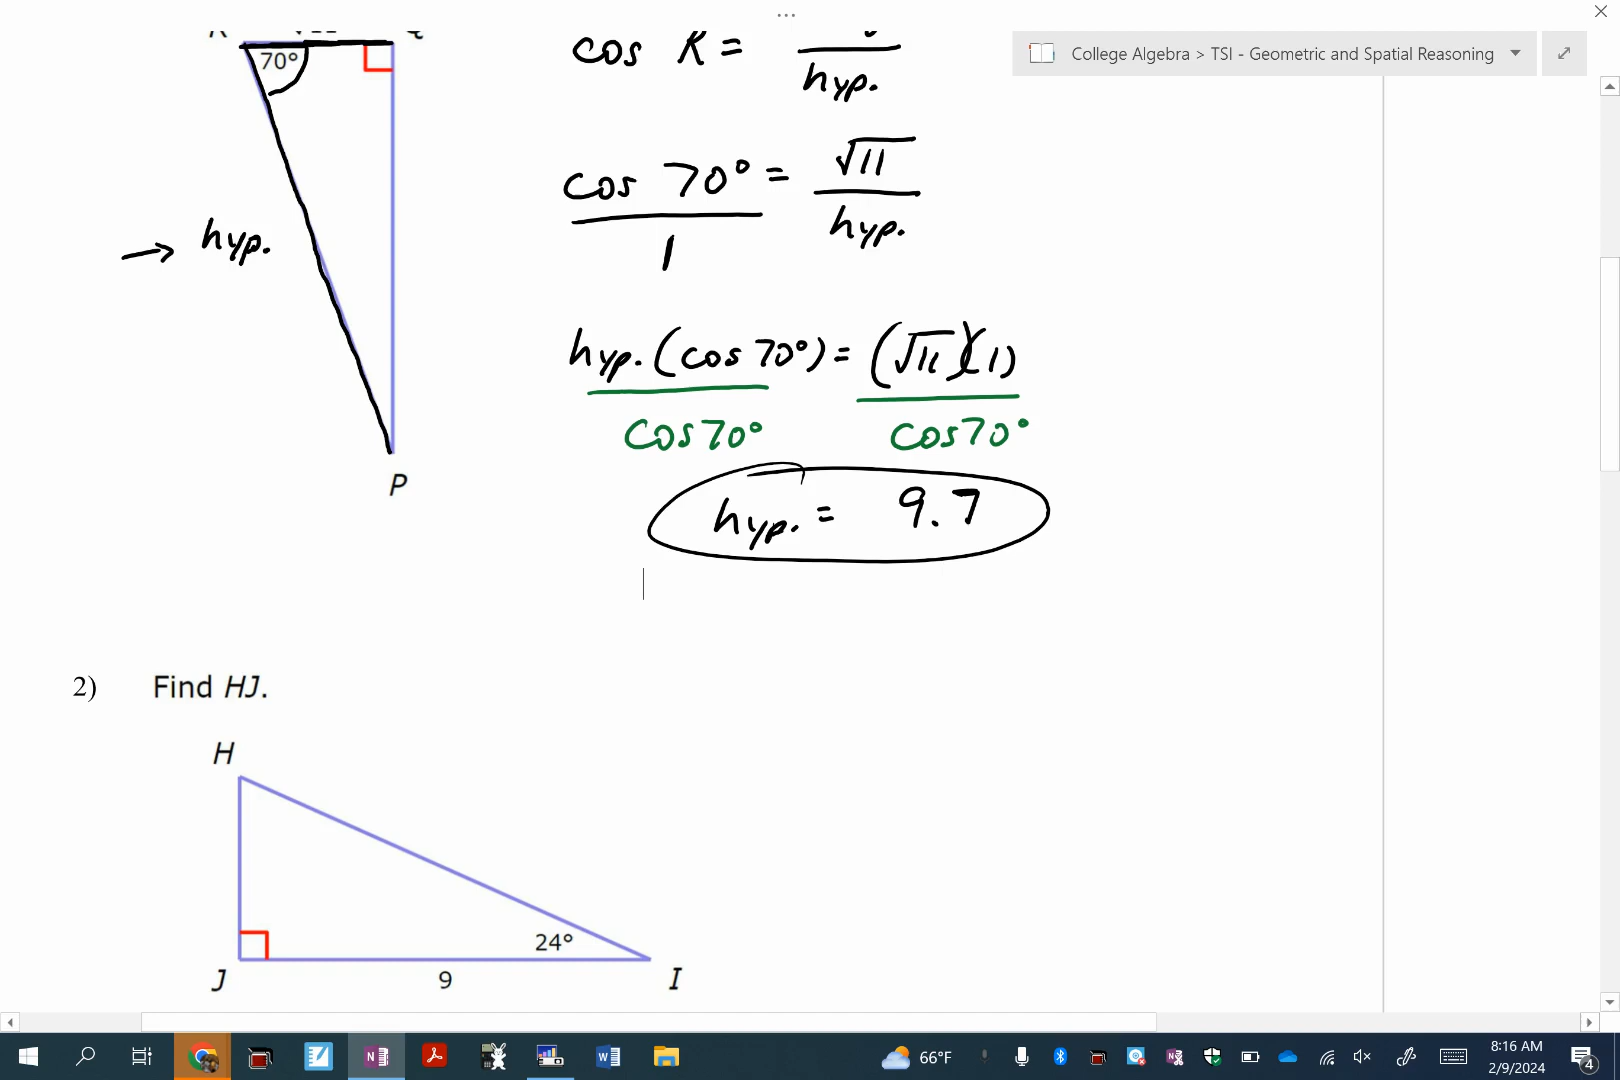 College Algebra > TSI - Geometric and Spatial Reasoning
cos R =
hyp.
70°
cos 70° = √11
1 hyp.
→ hyp.
hyp. (cos 70°) = (√11)(1)
cos 70° cos 70°
P
hyp. = 9.7
2) Find HJ.
H
24°
J 9 I
66°F
8:16 AM
2/9/2024
4